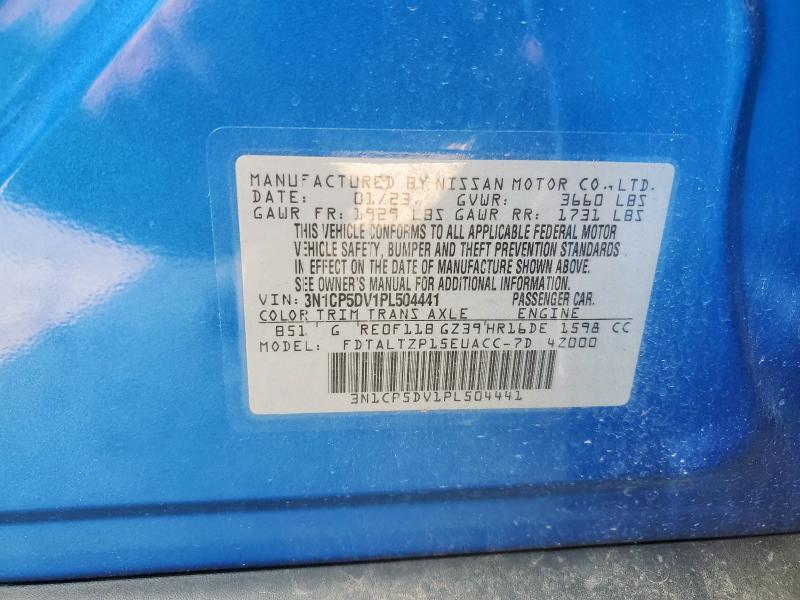 MANUFACTURED BY NISSAN MOTOR CO., LTD.
DATE: 01/23 GVWR: 3660 LBS
GAWR FR: 1929 LBS GAWR RR: 1731 LBS
THIS VEHICLE CONFORMS TO ALL APPLICABLE FEDERAL MOTOR
VEHICLE SAFETY, BUMPER AND THEFT PREVENTION STANDARDS
IN EFFECT ON THE DATE OF MANUFACTURE SHOWN ABOVE.
SEE OWNER'S MANUAL FOR ADDITIONAL INFORMATION.
VIN: 3N1CP5DV1PL504441 PASSENGER CAR.
COLOR TRIM TRANS AXLE ENGINE
B51 G RE0F11B GZ39 HR16DE 1598 CC
MODEL: FDTALTZP15EUACC-7D 4Z000
3N1CP5DV1PL504441